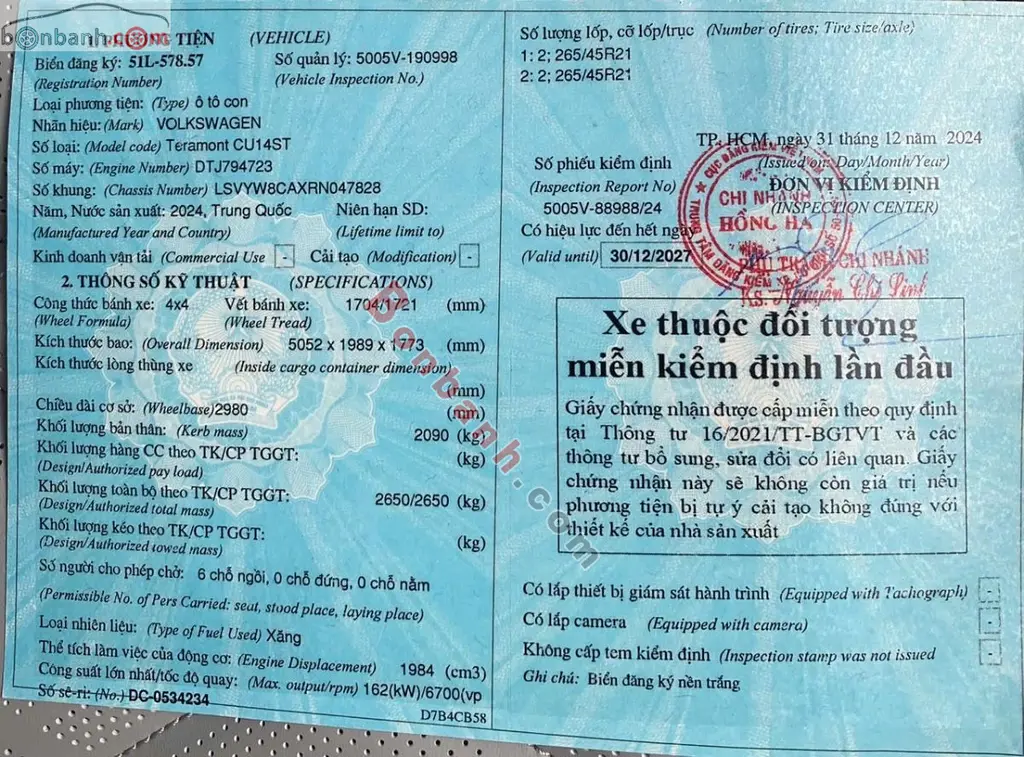 bonbanh.com
TIỆN (VEHICLE)
Biển đăng ký: 51L-578.57 Số quản lý: 5005V-190998
(Registration Number) (Vehicle Inspection No.)
Loại phương tiện: (Type) ô tô con
Nhãn hiệu: (Mark) VOLKSWAGEN
Số loại: (Model code) Teramont CU14ST
Số máy: (Engine Number) DTJ794723
Số khung: (Chassis Number) LSVYW8CAXRN047828
Năm, Nước sản xuất: 2024, Trung Quốc Niên hạn SD:
(Manufactured Year and Country) (Lifetime limit to)
Kinh doanh vận tải (Commercial Use - Cải tạo (Modification) -
2. THÔNG SỐ KỸ THUẬT (SPECIFICATIONS)
Công thức bánh xe: 4x4 Vết bánh xe: 1704/1721 (mm)
(Wheel Formula) (Wheel Tread)
Kích thước bao: (Overall Dimension) 5052 x 1989 x 1773 (mm)
Kích thước lòng thùng xe (Inside cargo container dimension)
(mm)
Chiều dài cơ sở: (Wheelbase) 2980 (mm)
Khối lượng bản thân: (Kerb mass) 2090 (kg)
Khối lượng hàng CC theo TK/CP TGGT: (kg)
(Design/Authorized pay load)
Khối lượng toàn bộ theo TK/CP TGGT: 2650/2650 (kg)
(Design/Authorized total mass)
Khối lượng kéo theo TK/CP TGGT: (kg)
(Design/Authorized towed mass)
Số người cho phép chở: 6 chỗ ngồi, 0 chỗ đứng, 0 chỗ nằm
(Permissible No. of Pers Carried: seat, stood place, laying place)
Loại nhiên liệu: (Type of Fuel Used) Xăng
Thể tích làm việc của động cơ: (Engine Displacement) 1984 (cm3)
Công suất lớn nhất/tốc độ quay: (Max. output/rpm) 162(kW)/6700(vp
Số sê-ri: (No.) DC-0534234
D7B4CB58
Số lượng lốp, cỡ lốp/trục (Number of tires; Tire size/axle)
1: 2; 265/45R21
2: 2; 265/45R21
TP. HCM, ngày 31 tháng 12 năm 2024
Số phiếu kiểm định (Issued on: Day/Month/Year)
(Inspection Report No) ĐƠN VỊ KIỂM ĐỊNH
5005V-88988/24 (INSPECTION CENTER)
Có hiệu lực đến hết ngày
(Valid until) 30/12/2027
CHI NHÁNH
HỒNG HÀ
CHI NHÁNH
KS. Nguyễn Chí Linh
Xe thuộc đối tượng
miễn kiểm định lần đầu
Giấy chứng nhận được cấp miễn theo quy định
tại Thông tư 16/2021/TT-BGTVT và các
thông tư bổ sung, sửa đổi có liên quan. Giấy
chứng nhận này sẽ không còn giá trị nếu
phương tiện bị tự ý cải tạo không đúng với
thiết kế của nhà sản xuất
Có lắp thiết bị giám sát hành trình (Equipped with Tachograph) -
Có lắp camera (Equipped with camera) -
Không cấp tem kiểm định (Inspection stamp was not issued -
Ghi chú: Biển đăng ký nền trắng
Bonbanh.com